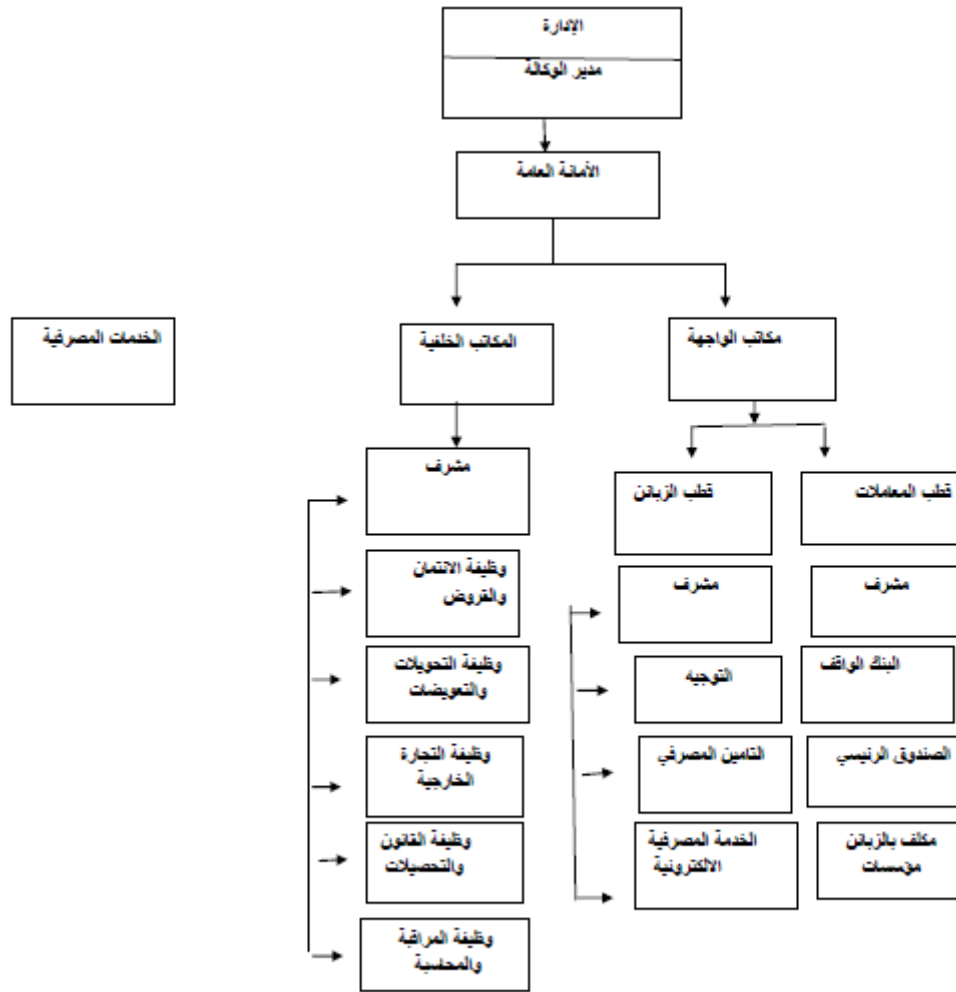 الإدارة
مدير الوكالة
الأمانة العامة
مكاتب الواجهة
المكاتب الخلفية
الخدمات المصرفية
قطب المعاملات
قطب الزبائن
مشرف
مشرف
مشرف
وظيفة الائتمان
والقروض
البنك الواقف
التوجيه
وظيفة التحويلات
والتعويضات
الصندوق الرئيسي
التامين المصرفي
وظيفة التجارة
الخارجية
مكلف بالزبائن
مؤسسات
الخدمة المصرفية
الالكترونية
وظيفة القانون
والتحصيلات
وظيفة المراقبة
والمحاسبة